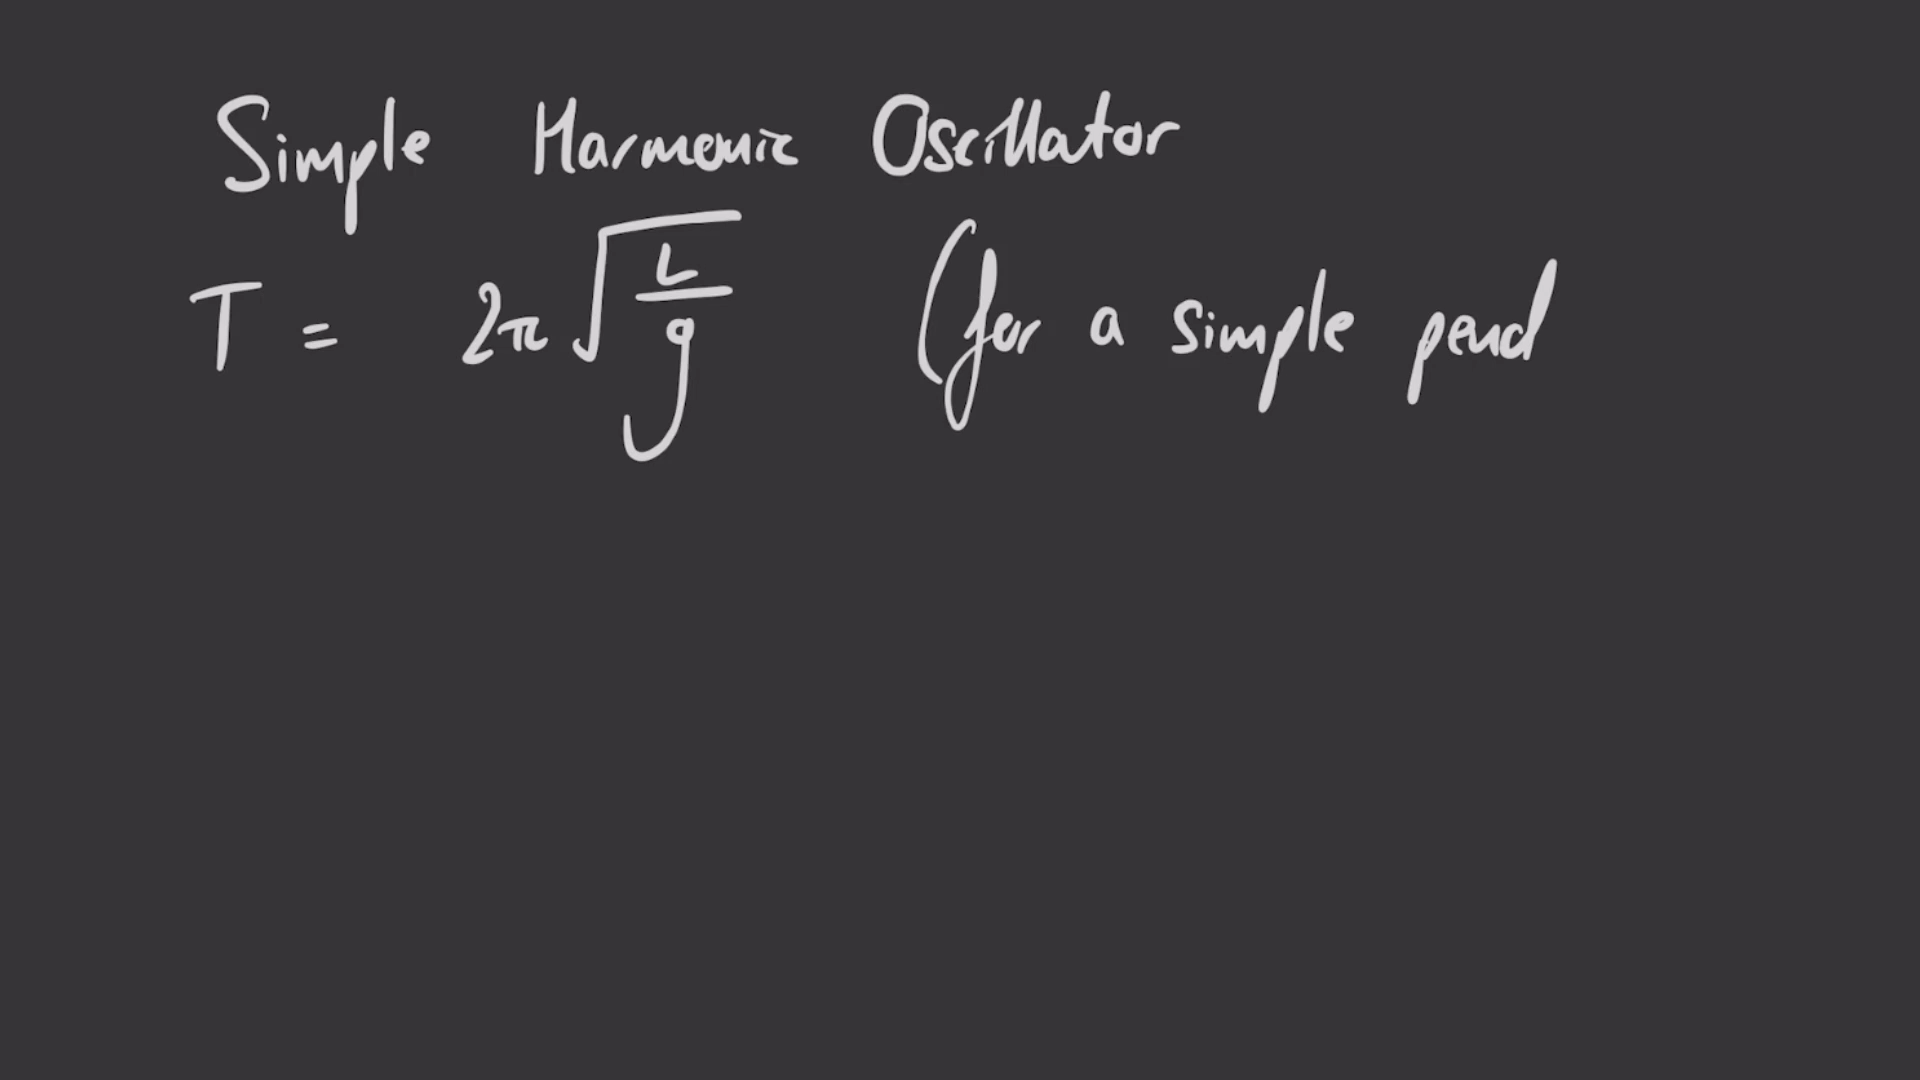 Simple Harmonic Oscillator
T = 2π√(L/g) (for a simple pend